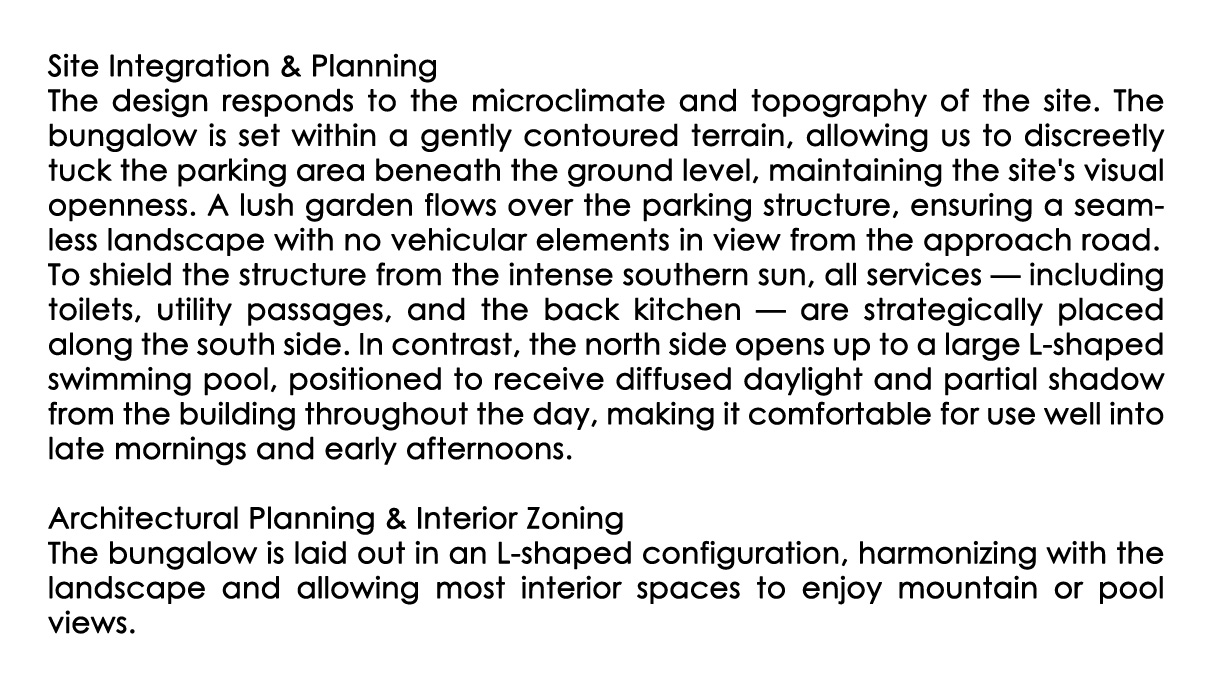 Site Integration & Planning
The design responds to the microclimate and topography of the site. The
bungalow is set within a gently contoured terrain, allowing us to discreetly
tuck the parking area beneath the ground level, maintaining the site's visual
openness. A lush garden flows over the parking structure, ensuring a seam-
less landscape with no vehicular elements in view from the approach road.
To shield the structure from the intense southern sun, all services — including
toilets, utility passages, and the back kitchen — are strategically placed
along the south side. In contrast, the north side opens up to a large L-shaped
swimming pool, positioned to receive diffused daylight and partial shadow
from the building throughout the day, making it comfortable for use well into
late mornings and early afternoons.
Architectural Planning & Interior Zoning
The bungalow is laid out in an L-shaped configuration, harmonizing with the
landscape and allowing most interior spaces to enjoy mountain or pool
views.